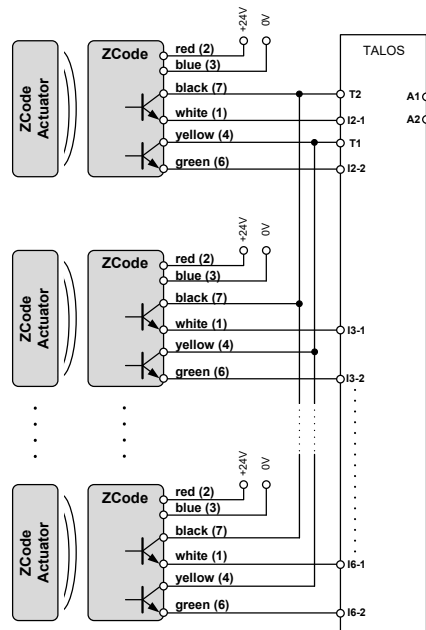 +24V
0V
ZCode
Actuator
ZCode
red (2)
blue (3)
black (7)
white (1)
yellow (4)
green (6)
TALOS
T2
A1
I2-1
A2
T1
I2-2
+24V
0V
ZCode
Actuator
ZCode
red (2)
blue (3)
black (7)
white (1)
yellow (4)
green (6)
I3-1
I3-2
+24V
0V
ZCode
Actuator
ZCode
red (2)
blue (3)
black (7)
white (1)
yellow (4)
green (6)
I6-1
I6-2